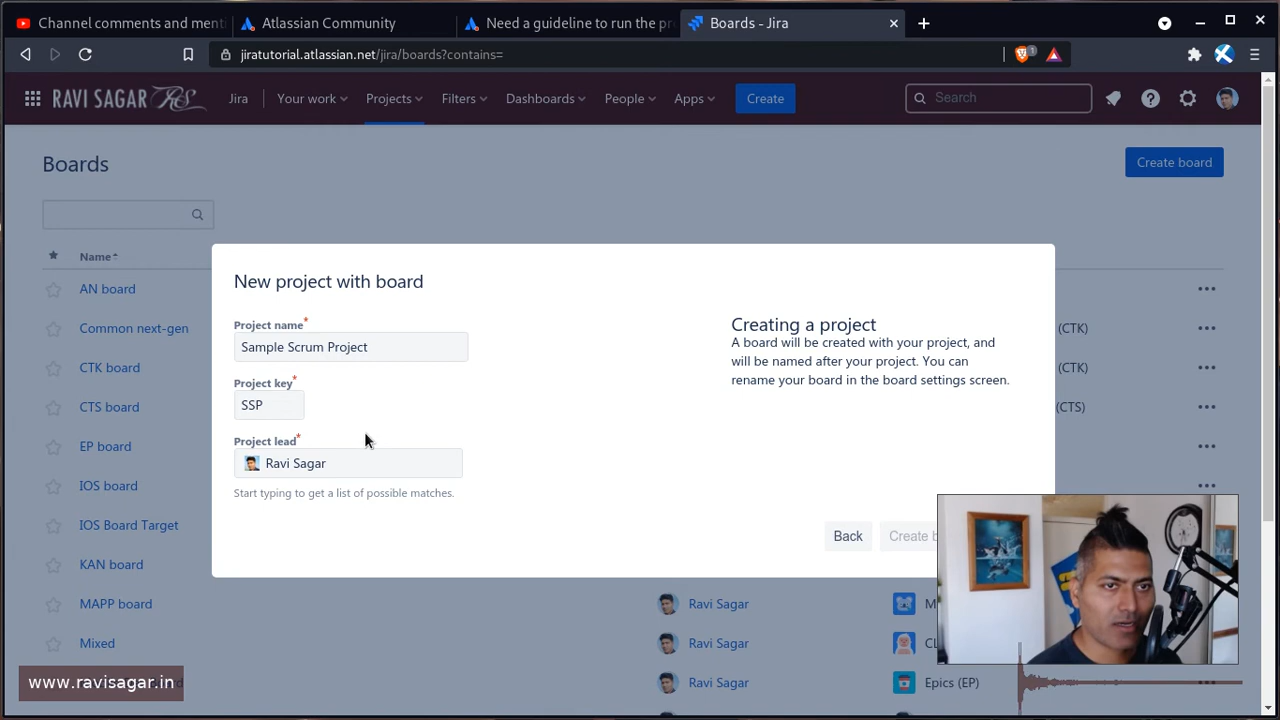 Channel comments and ment
Atlassian Community
Need a guideline to run the pr
Boards - Jira
jiratutorial.atlassian.net/jira/boards?contains=
1
RAVI SAGAR RS
Jira
Your work
Projects
Filters
Dashboards
People
Apps
Create
Search
Boards
Create board
Name
AN board
Common next-gen
(CTK)
CTK board
(CTK)
CTS board
(CTS)
EP board
IOS board
IOS Board Target
KAN board
MAPP board
Ravi Sagar
M
Mixed
Ravi Sagar
CL
Ravi Sagar
Epics (EP)
New project with board
Project name*
Sample Scrum Project
Project key*
SSP
Project lead*
Ravi Sagar
Start typing to get a list of possible matches.
Creating a project
A board will be created with your project, and
will be named after your project. You can
rename your board in the board settings screen.
Back
Create b
www.ravisagar.in